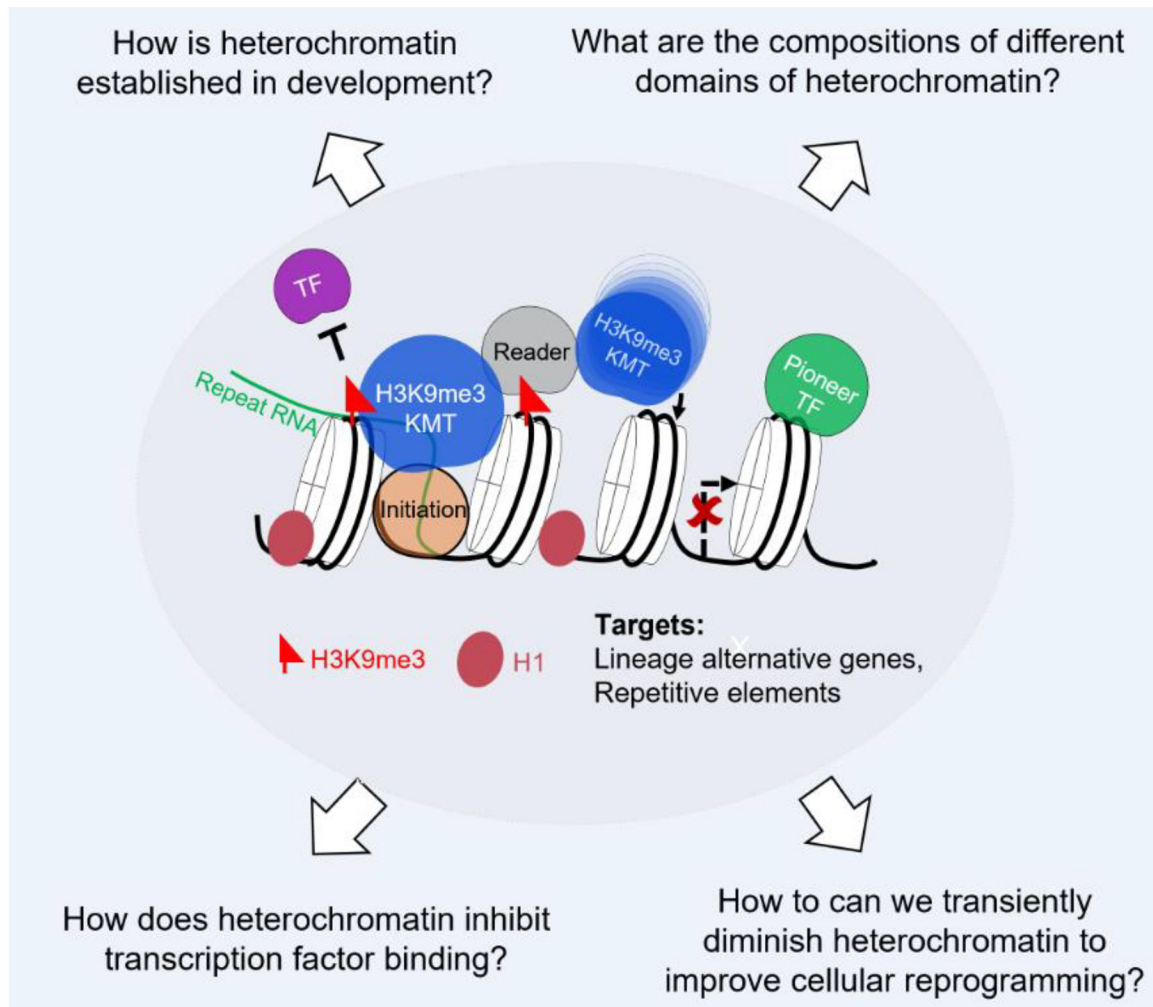 How is heterochromatin
established in development?
What are the compositions of different
domains of heterochromatin?
TF
Repeat RNA
H3K9me3
KMT
Reader
H3K9me3
KMT
Pioneer
TF
Initiation
H3K9me3
H1
Targets:
Lineage alternative genes,
Repetitive elements
How does heterochromatin inhibit
transcription factor binding?
How to can we transiently
diminish heterochromatin to
improve cellular reprogramming?